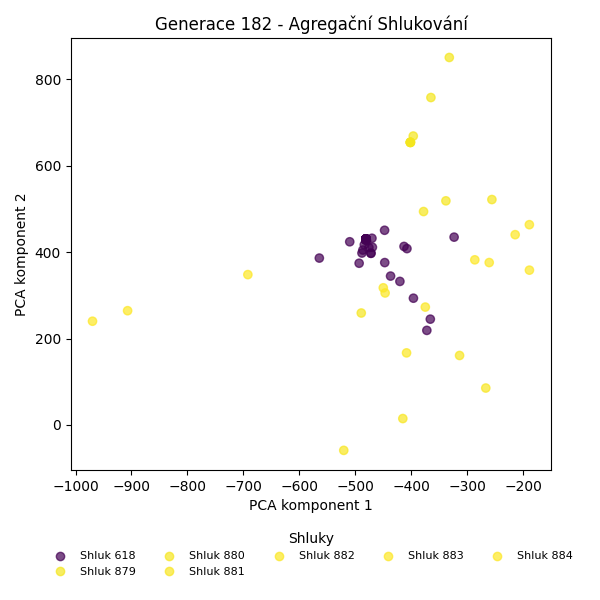 Generace 182 - Agregační Shlukování
800
600
400
200
0
PCA komponent 2
−1000 −900 −800 −700 −600 −500 −400 −300 −200
PCA komponent 1
Shluky
Shluk 618 Shluk 880 Shluk 882 Shluk 883 Shluk 884
Shluk 879 Shluk 881